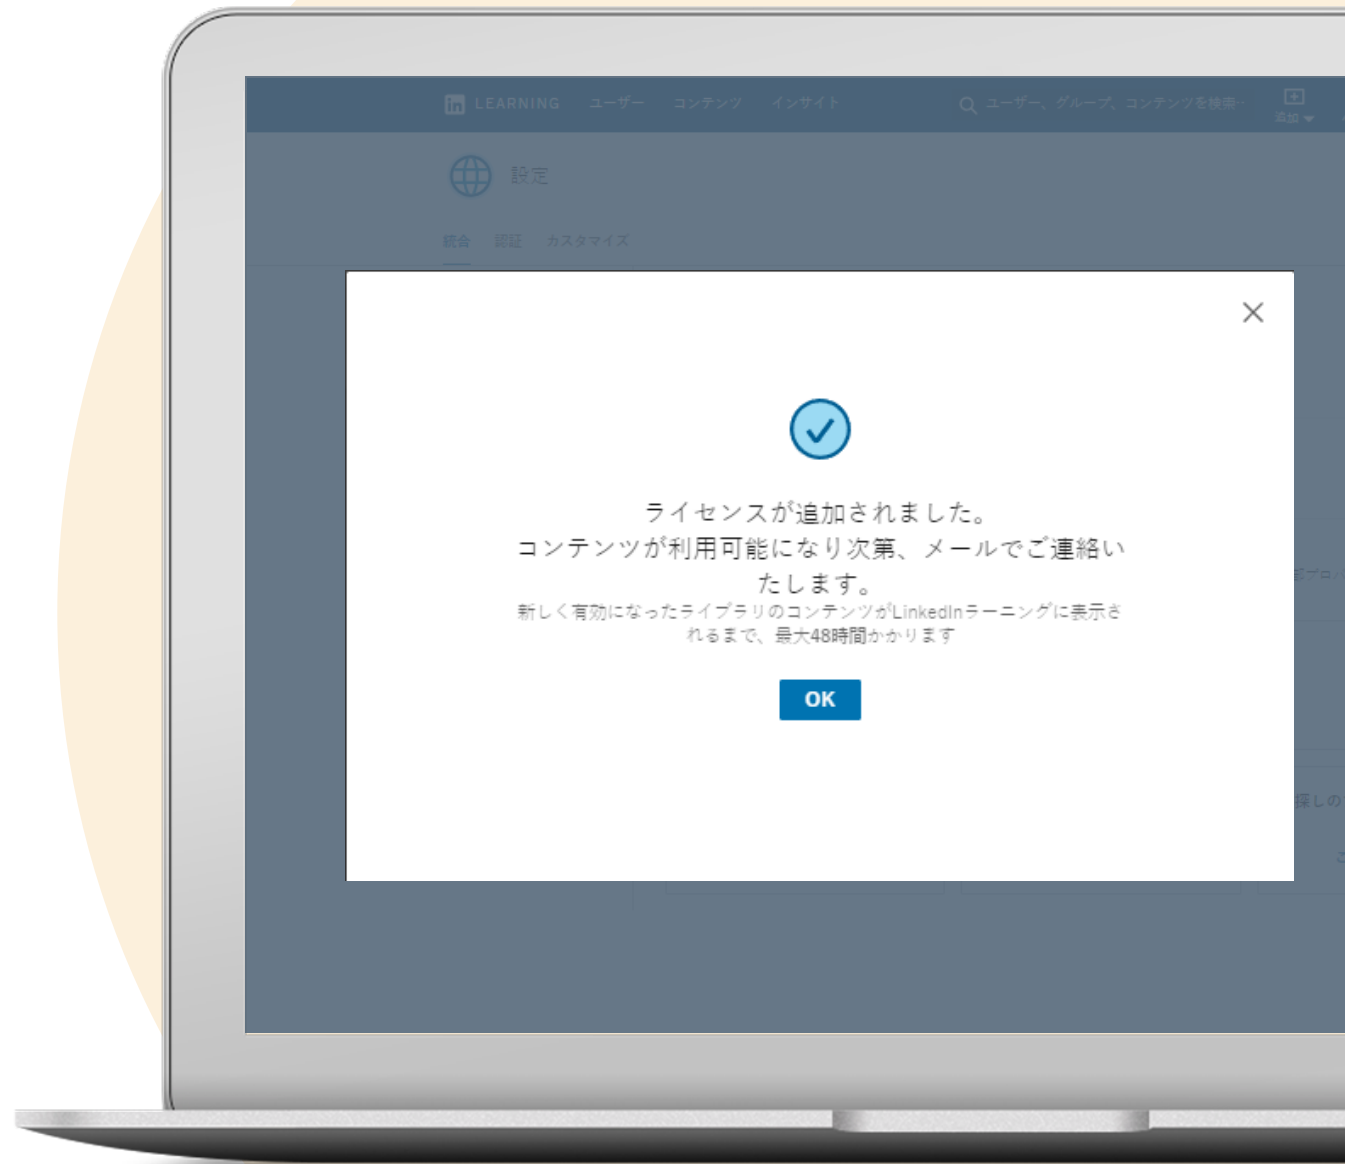 in LEARNING ユーザー コンテンツ インサイト ユーザー、グループ、コンテンツを検索…
追加
設定
統合 認証 カスタマイズ
ライセンスが追加されました。
コンテンツが利用可能になり次第、メールでご連絡い
たします。
新しく有効になったライブラリのコンテンツがLinkedInラーニングに表示さ
れるまで、最大48時間かかります
OK
探しの